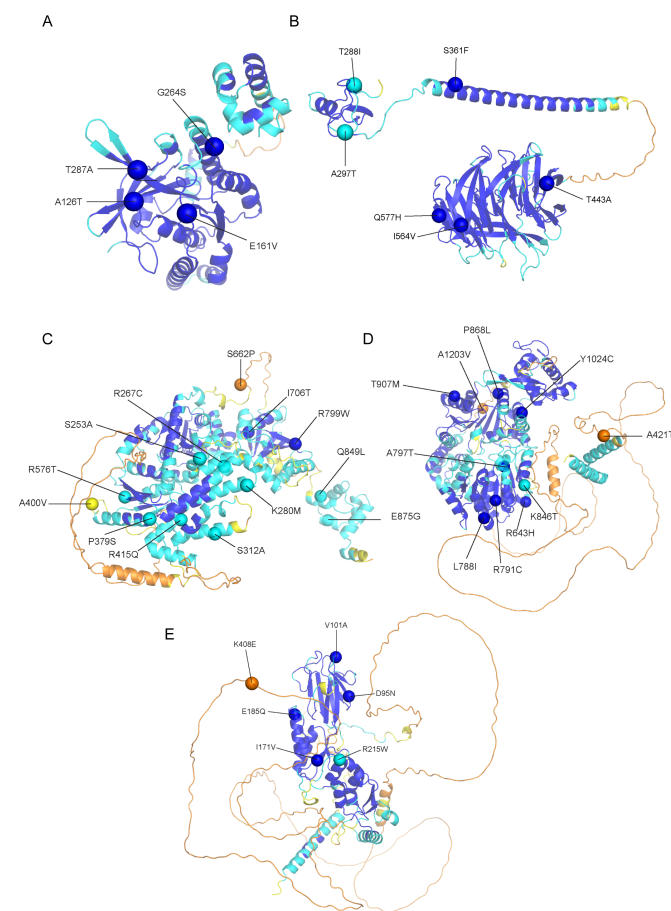 A
G264S
T287A
A126T
E161V
B
T288I
S361F
A297T
T443A
Q577H
I564V
C
S662P
R267C
I706T
S253A
R799W
R576T
Q849L
A400V
K280M
E875G
P379S
R415Q
S312A
D
P868L
A1203V
Y1024C
T907M
A421T
A797T
K846T
R643H
L788I
R791C
E
V101A
K408E
D95N
E185Q
I171V
R215W